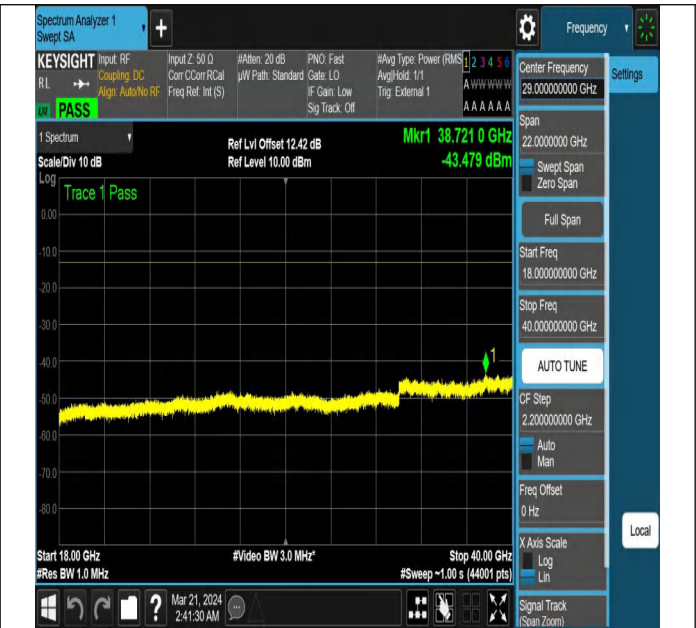 Spectrum Analyzer 1
Swept SA
+
Frequency
KEYSIGHT
Input: RF
Coupling: DC
Align: Auto/No RF
Input Z: 50 Ω
Corr CCorr RCal
Freq Ref: Int (S)
#Atten: 20 dB
µW Path: Standard
PNO: Fast
Gate: LO
IF Gain: Low
Sig Track: Off
#Avg Type: Power (RMS
Avg|Hold: 1/1
Trig: External 1
1 2 3 4 5 6
A W W W W W
A A A A A A
RL
PASS
1 Spectrum
Scale/Div 10 dB
Ref Lvl Offset 12.42 dB
Ref Level 10.00 dBm
Mkr1 38.721 0 GHz
-43.479 dBm
Log
Trace 1 Pass
0.00
-10.0
-20.0
-30.0
-40.0
-50.0
-60.0
-70.0
-80.0
1
Start 18.00 GHz
#Res BW 1.0 MHz
#Video BW 3.0 MHz*
Stop 40.00 GHz
#Sweep ~1.00 s (44001 pts)
Mar 21, 2024
2:41:30 AM
?
Center Frequency
29.000000000 GHz
Settings
Span
22.0000000 GHz
Swept Span
Zero Span
Full Span
Start Freq
18.000000000 GHz
Stop Freq
40.000000000 GHz
AUTO TUNE
CF Step
2.200000000 GHz
Auto
Man
Freq Offset
0 Hz
Local
X Axis Scale
Log
Lin
Signal Track
(Span Zoom)